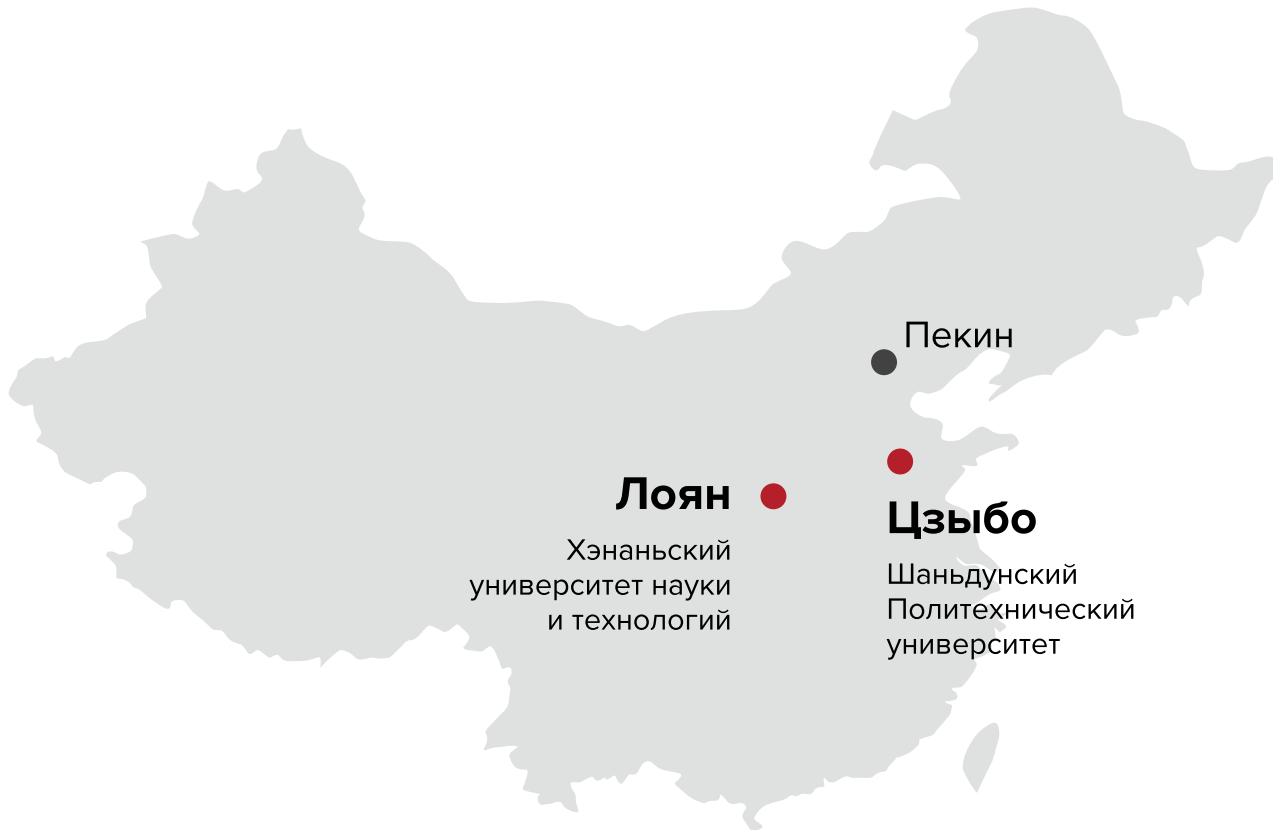 Пекин
Лоян
Хэнаньский
университет науки
и технологий
Цзыбо
Шаньдунский
Политехнический
университет